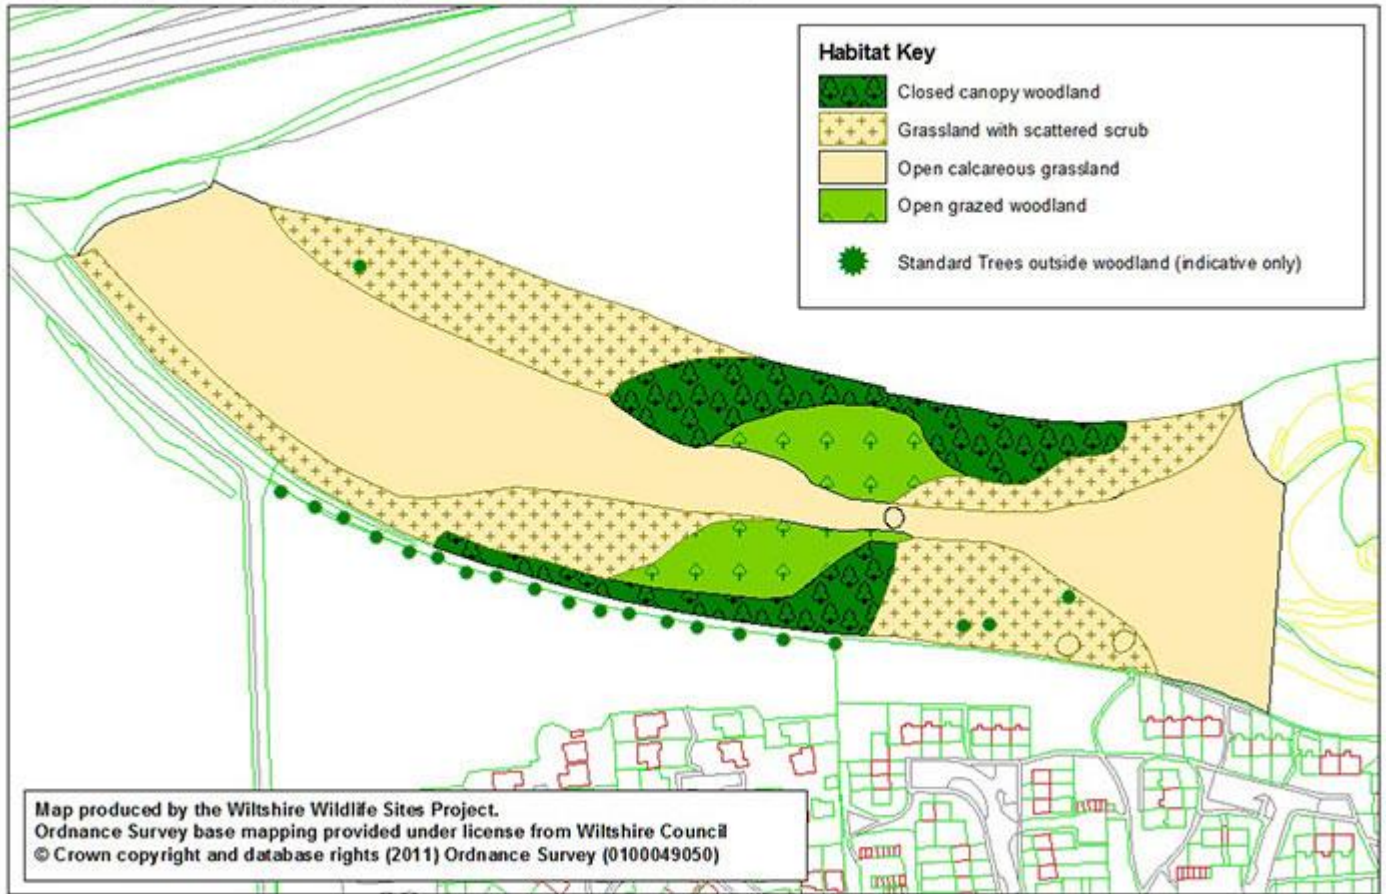 Habitat Key
Closed canopy woodland
Grassland with scattered scrub
Open calcareous grassland
Open grazed woodland
Standard Trees outside woodland (indicative only)
Map produced by the Wiltshire Wildlife Sites Project.
Ordnance Survey base mapping provided under license from Wiltshire Council
© Crown copyright and database rights (2011) Ordnance Survey (0100049050)